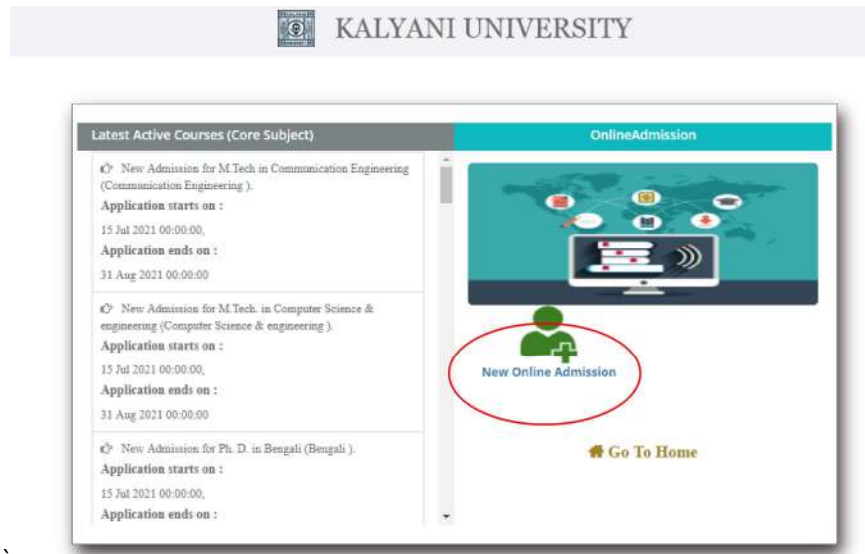 KALYANI UNIVERSITY
Latest Active Courses (Core Subject)
New Admission for M.Tech in Communication Engineering
(Communication Engineering ).
Application starts on :
15 Jul 2021 00:00:00,
Application ends on :
31 Aug 2021 00:00:00
New Admission for M.Tech. in Computer Science &
engineering (Computer Science & engineering ).
Application starts on :
15 Jul 2021 00:00:00,
Application ends on :
31 Aug 2021 00:00:00
New Admission for Ph. D. in Bengali (Bengali ).
Application starts on :
15 Jul 2021 00:00:00,
Application ends on :
OnlineAdmission
New Online Admission
Go To Home